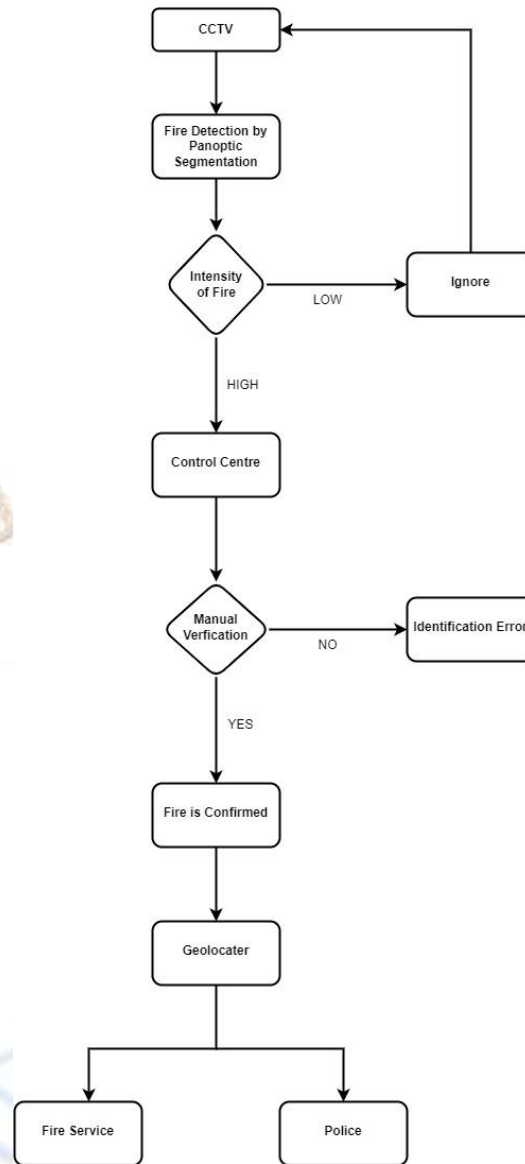 CCTV
Fire Detection by
Panoptic
Segmentation
Intensity
of Fire
LOW
Ignore
HIGH
Control Centre
Manual
Verfication
NO
Identification Error
YES
Fire is Confirmed
Geolocater
Fire Service
Police